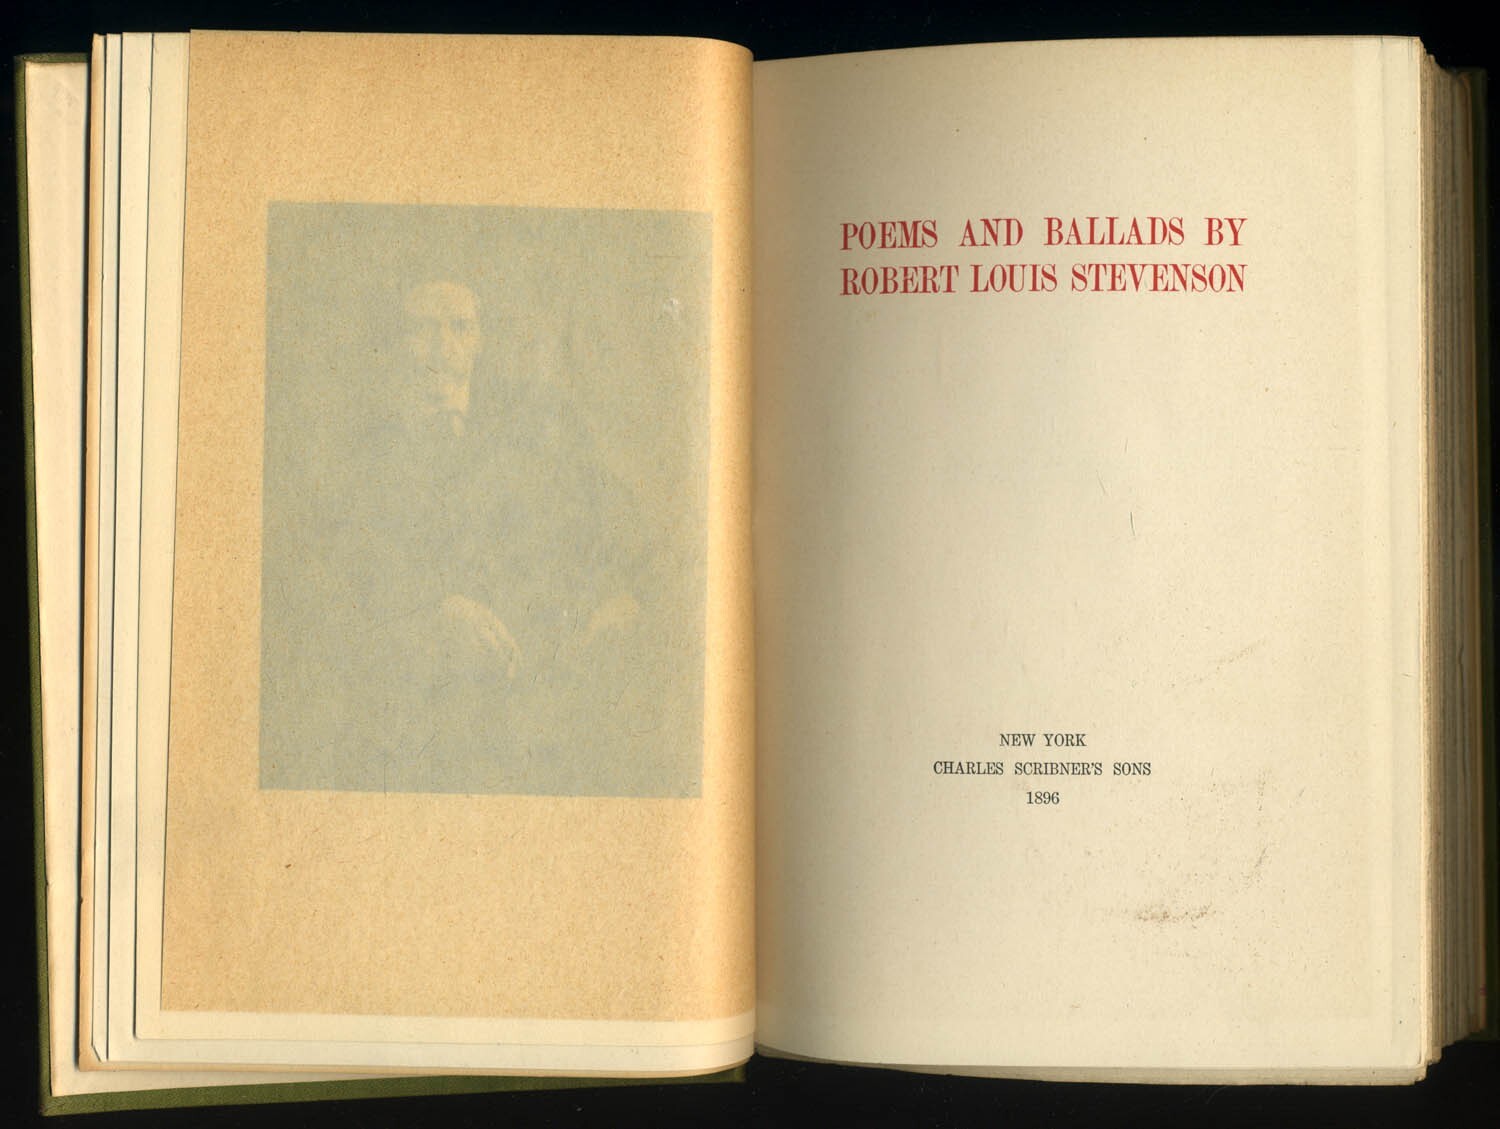 POEMS AND BALLADS BY
ROBERT LOUIS STEVENSON
NEW YORK
CHARLES SCRIBNER'S SONS
1896